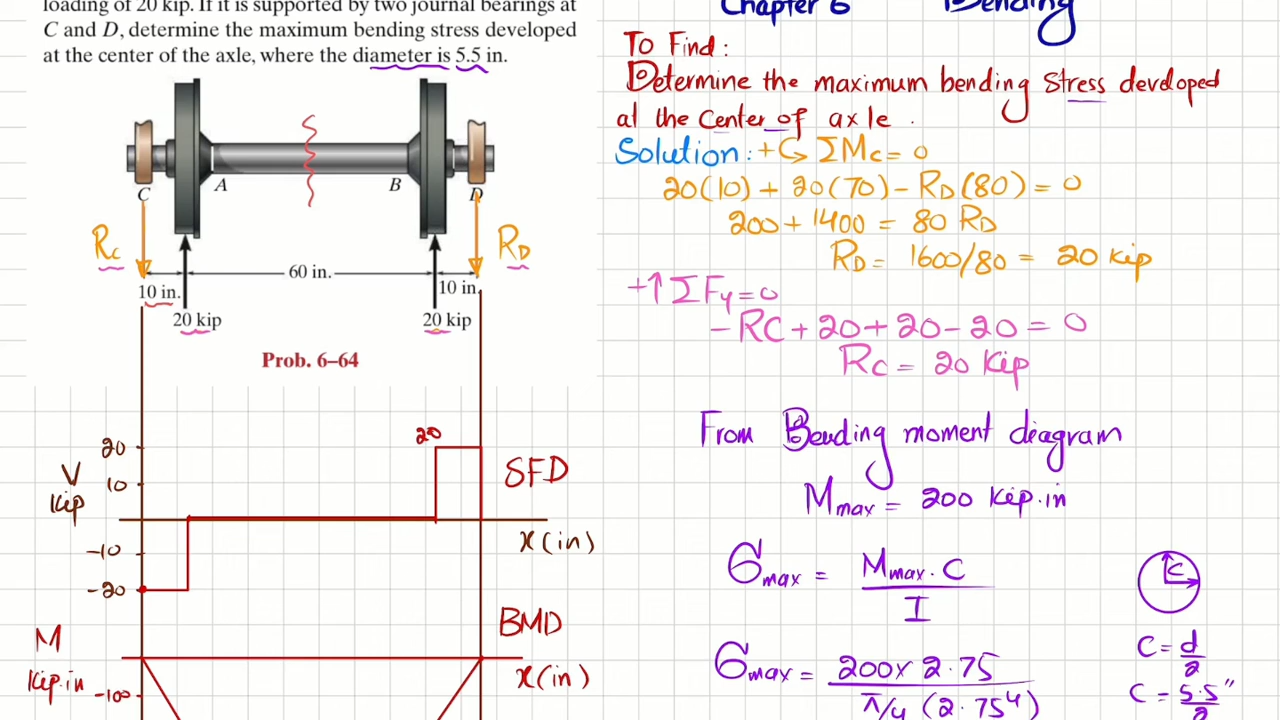 loading of 20 kip. If it is supported by two journal bearings at
C and D, determine the maximum bending stress developed
at the center of the axle, where the diameter is 5.5 in.
C
A
B
D
Rc
RD
60 in.
10 in.
10 in.
20 kip
20 kip
Prob. 6–64
20
10
-10
-20
V
kip
20
SFD
x(in)
M
kip.in
-100
BMD
x(in)
Chapter 6 Bending
To Find:
Determine the maximum bending stress devloped
at the center of axle.
Solution: + ΣMc = 0
20(10) + 20(70) - RD(80) = 0
200 + 1400 = 80 RD
RD = 1600/80 = 20 kip
+↑ ΣFy = 0
- RC + 20 + 20 - 20 = 0
Rc = 20 kip
From Bending moment diagram
Mmax = 200 kip.in
σmax = Mmax . C
I
C
σmax = 200 x 2.75
π/4 (2.75⁴)
C = d
2
C = 5.5"
2